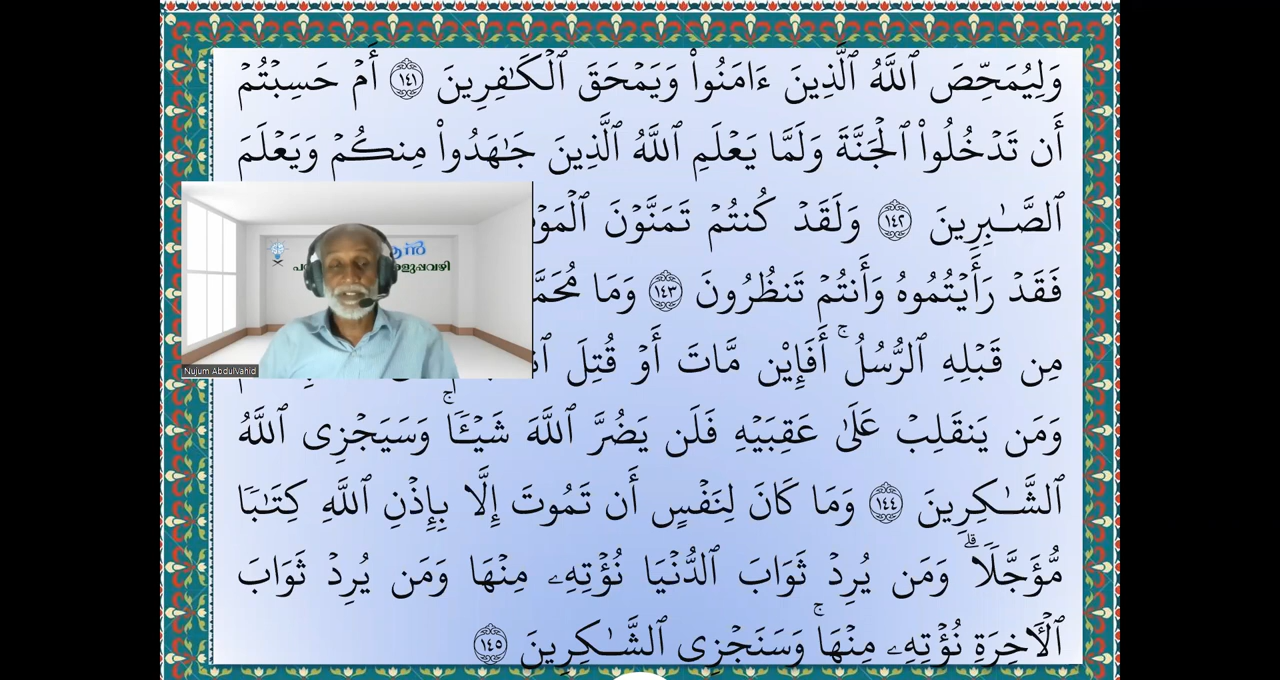 وَلِيُمَحِّصَ ٱللَّهُ ٱلَّذِينَ ءَامَنُوا۟ وَيَمْحَقَ ٱلْكَـٰفِرِينَ ١٤١ أَمْ حَسِبْتُمْ
أَن تَدْخُلُوا۟ ٱلْجَنَّةَ وَلَمَّا يَعْلَمِ ٱللَّهُ ٱلَّذِينَ جَـٰهَدُوا۟ مِنكُمْ وَيَعْلَمَ
ٱلصَّـٰبِرِينَ ١٤٢ وَلَقَدْ كُنتُمْ تَمَنَّوْنَ
فَقَدْ رَأَيْتُمُوهُ وَأَنتُمْ تَنظُرُونَ ١٤٣ وَمَا
مِن قَبْلِهِ ٱلرُّسُلُ ۚ أَفَإِي۟ن مَّاتَ أَوْ قُتِلَ
وَمَن يَنقَلِبْ عَلَىٰ عَقِبَيْهِ فَلَن يَضُرَّ ٱللَّهَ شَيْـًٔا ۚ وَسَيَجْزِى ٱللَّهُ
ٱلشَّـٰكِرِينَ ١٤٤ وَمَا كَانَ لِنَفْسٍ أَن تَمُوتَ إِلَّا بِإِذْنِ ٱللَّهِ كِتَـٰبًا
مُّؤَجَّلًا ۗ وَمَن يُرِدْ ثَوَابَ ٱلدُّنْيَا نُؤْتِهِۦ مِنْهَا وَمَن يُرِدْ ثَوَابَ
ٱلْـَٔاخِرَةِ نُؤْتِهِۦ مِنْهَا ۚ وَسَنَجْزِى ٱلشَّـٰكِرِينَ ١٤٥
Nujum AbdulVahid